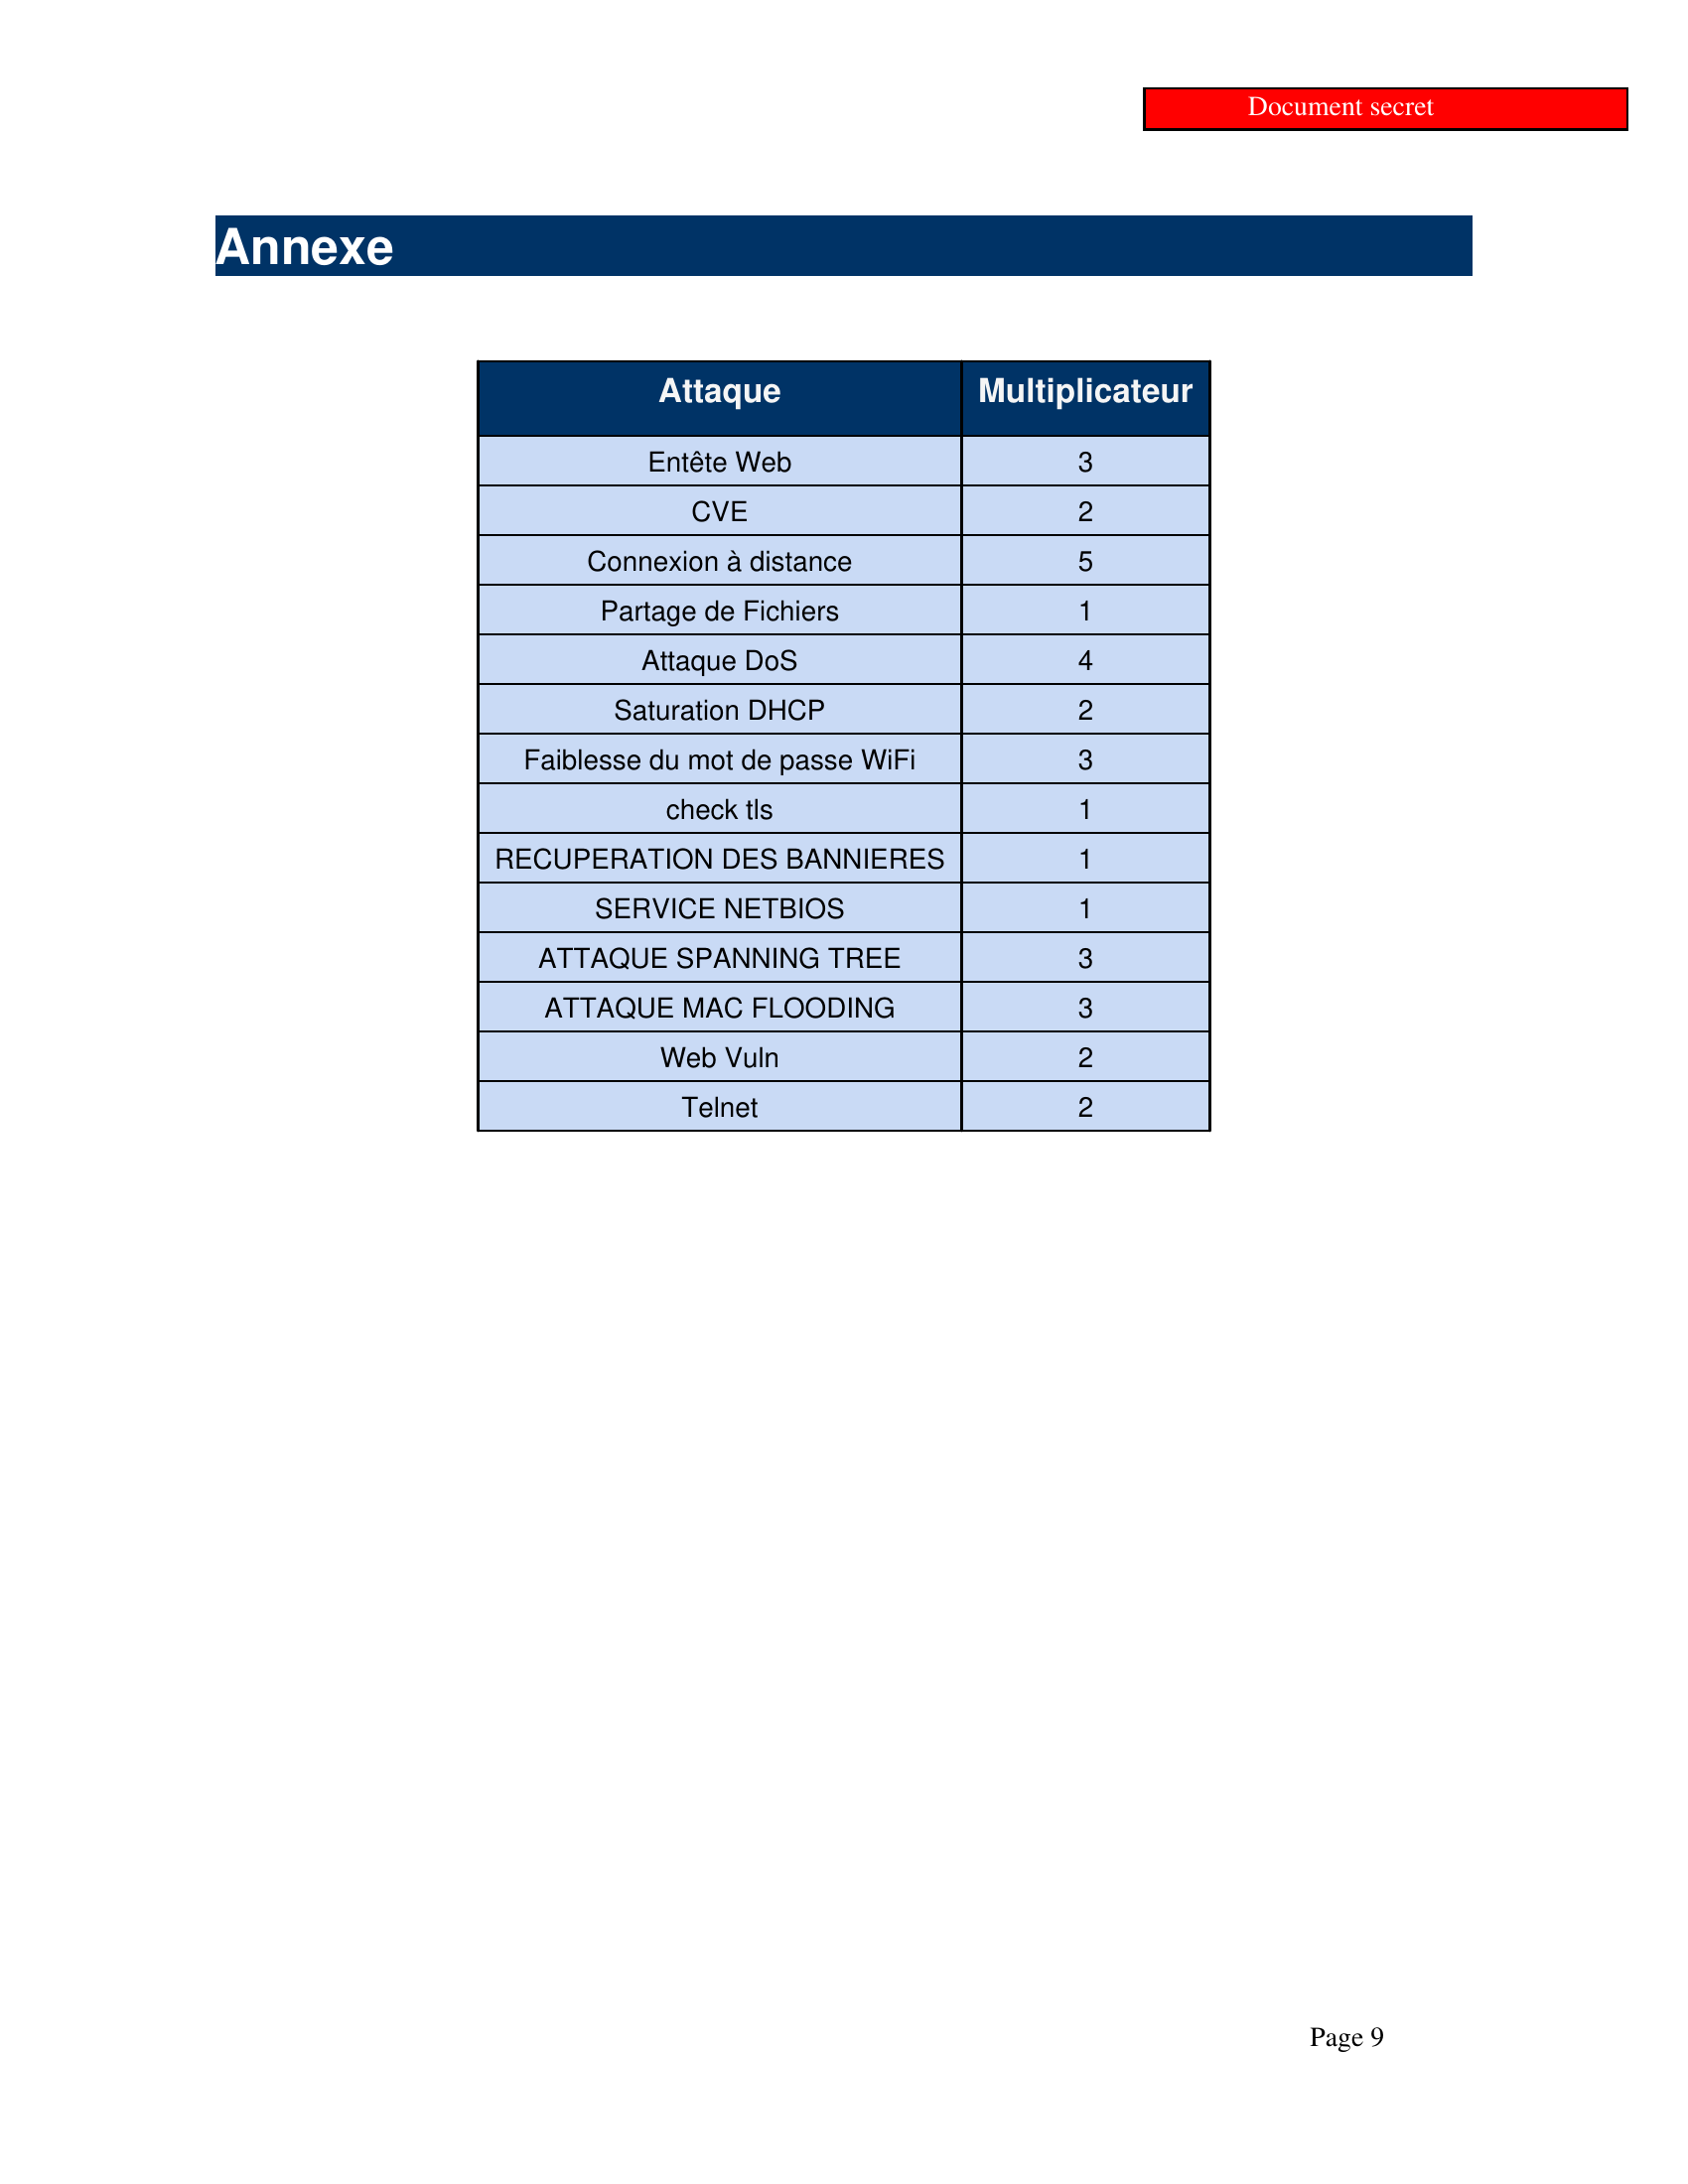 Document secret
Annexe
Attaque Multiplicateur
Entête Web 3
CVE 2
Connexion à distance 5
Partage de Fichiers 1
Attaque DoS 4
Saturation DHCP 2
Faiblesse du mot de passe WiFi 3
check tls 1
RECUPERATION DES BANNIERES 1
SERVICE NETBIOS 1
ATTAQUE SPANNING TREE 3
ATTAQUE MAC FLOODING 3
Web Vuln 2
Telnet 2
Page 9